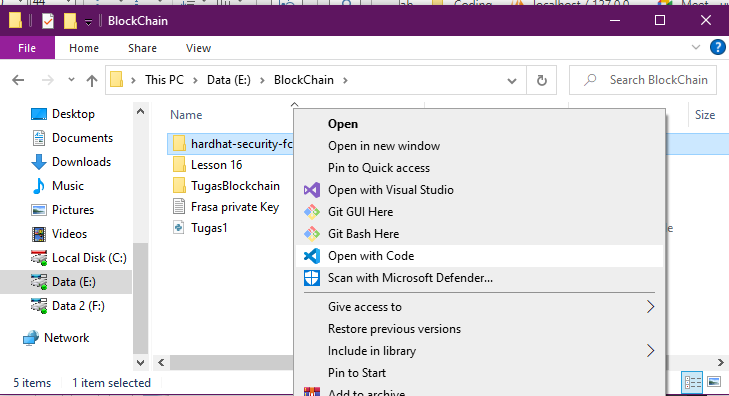 BlockChain
File
Home
Share
View
This PC
Data (E:)
BlockChain
Search BlockChain
Desktop
Documents
Downloads
Music
Pictures
Videos
Local Disk (C:)
Data (E:)
Data 2 (F:)
Network
Name
Size
hardhat-security-fc
Lesson 16
TugasBlockchain
Frasa private Key
Tugas1
Open
Open in new window
Pin to Quick access
Open with Visual Studio
Git GUI Here
Git Bash Here
Open with Code
Scan with Microsoft Defender...
Give access to
Restore previous versions
Include in library
Pin to Start
Add to archive
5 items
1 item selected